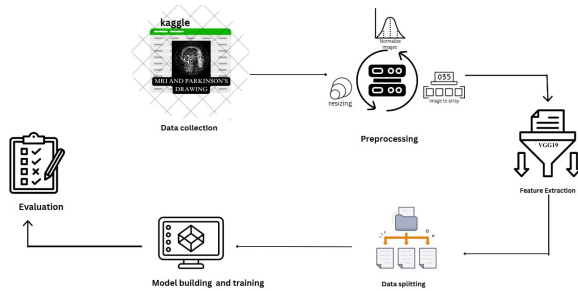 kaggle
MRI AND PARKINSON'S
DRAWING
Data collection
Normalize
images
resizing
035
image to array
Preprocessing
VGG19
Feature Extraction
Data splitting
Model building and training
Evaluation